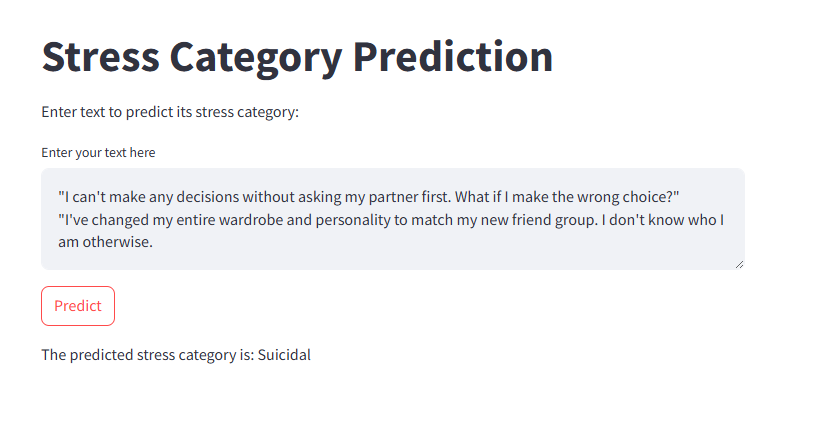 Stress Category Prediction
Enter text to predict its stress category:
Enter your text here
"I can't make any decisions without asking my partner first. What if I make the wrong choice?"
"I've changed my entire wardrobe and personality to match my new friend group. I don't know who I
am otherwise.
Predict
The predicted stress category is: Suicidal